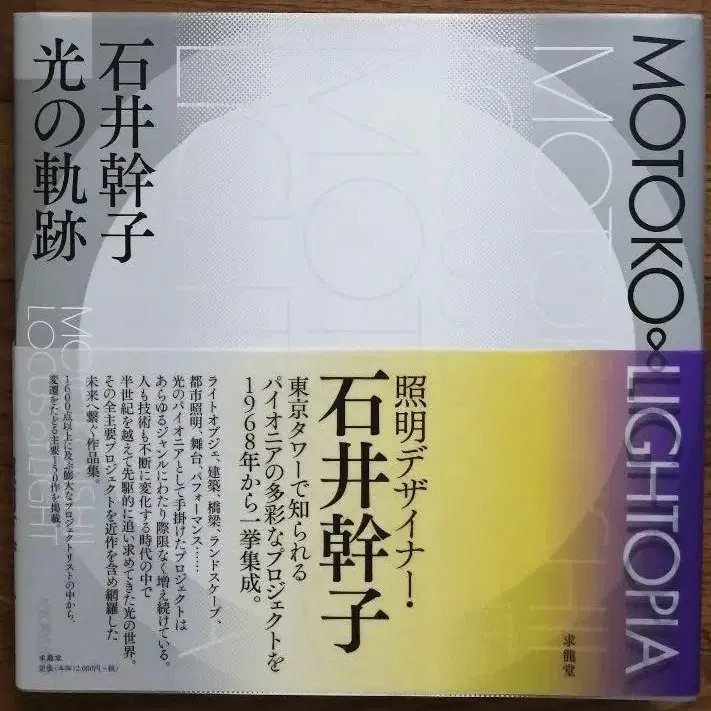 石井幹子
光の軌跡
MOTOKO∞LIGHTOPIA
照明デザイナー・
石井幹子
東京タワーで知られる
パイオニアの多彩なプロジェクトを
1968年から一挙集成。
ライトオブジェ、建築、橋梁、ランドスケープ、
都市照明、舞台、パフォーマンス……
光のパイオニアとして手掛けたプロジェクトは
あらゆるジャンルにわたり際限なく増え続けている。
人も技術も不断に変化する時代の中で
半世紀を越えて先駆的に追い求めてきた光の世界。
その全主要プロジェクトを近作を含め網羅した
未来へ繋ぐ作品集。
1600点以上に及ぶ膨大なプロジェクトリストの中から、
変遷をたどる主要150作を掲載
求龍堂
定価(本体12,000円+税)
求龍堂